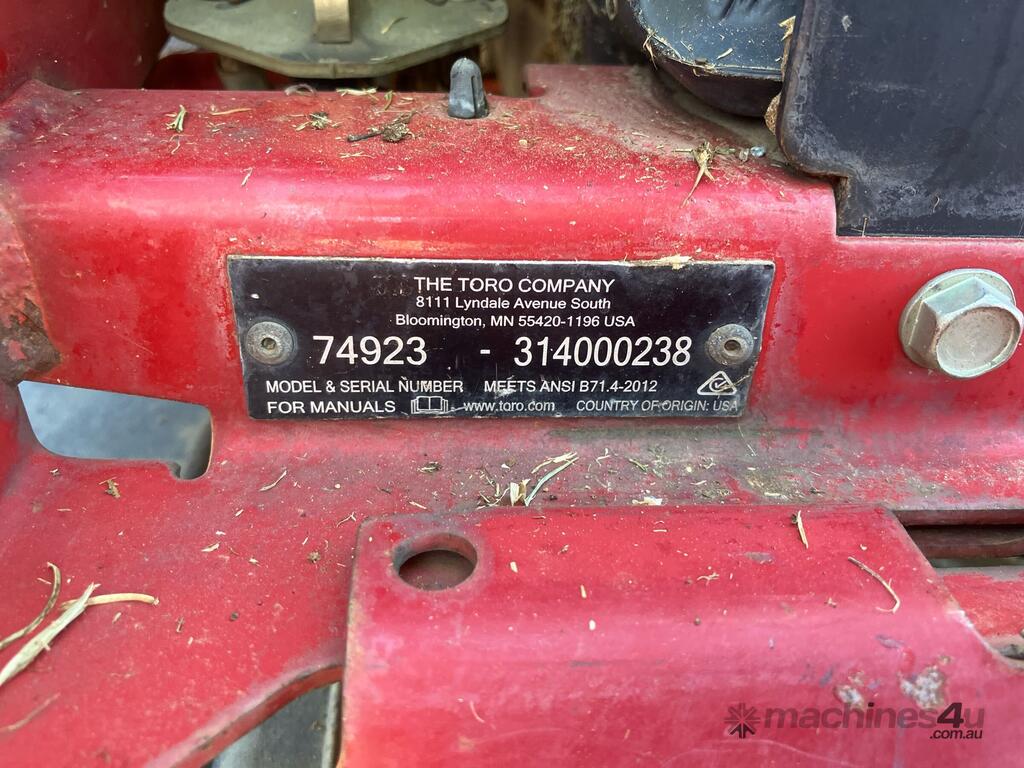 THE TORO COMPANY
8111 Lyndale Avenue South
Bloomington, MN 55420-1196 USA
74923 - 314000238
MODEL & SERIAL NUMBER MEETS ANSI B71.4-2012
FOR MANUALS www.toro.com COUNTRY OF ORIGIN: USA
machines4u
.com.au